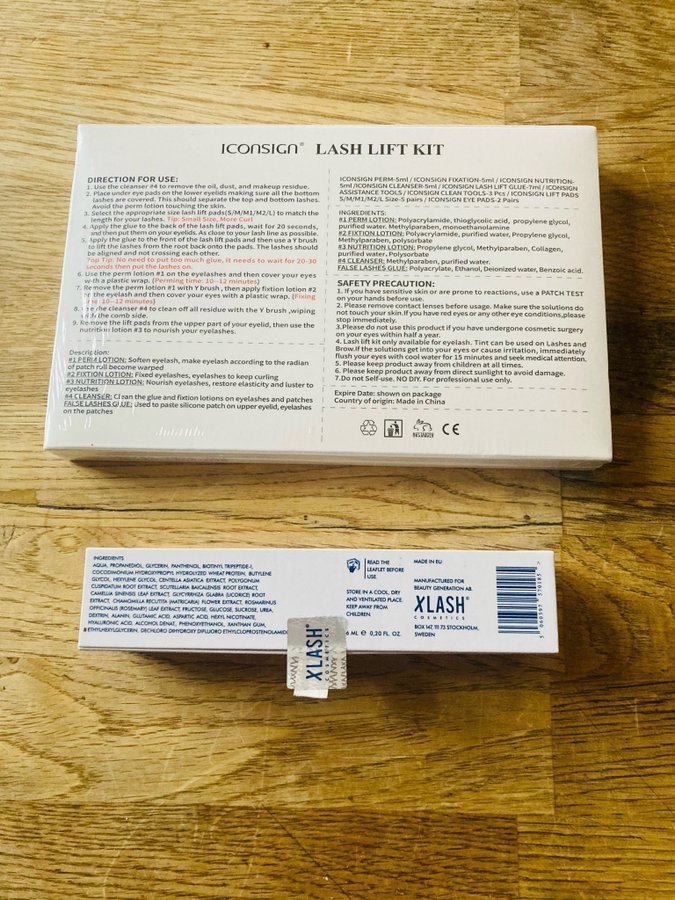 ICONSIGN® LASH LIFT KIT
DIRECTION FOR USE:
1. Use the cleanser #4 to remove the oil, dust, and makeup residue.
2. Place under eye pads on the lower eyelids making sure all the bottom
lashes are covered. This should separate the top and bottom lashes.
Avoid the perm lotion touching the skin.
3. Select the appropriate size lash lift pads(S/M/M1/M2/L) to match the
length for your lashes. Tip: Small Size, More Curl
4. Apply the glue to the back of the lash lift pads, wait for 20 seconds,
and then put them on your eyelids. As close to your lash line as possible.
5. Apply the glue to the front of the lash lift pads and then use a Y brush
to lift the lashes from the root back onto the pads. The lashes should
be aligned and not crossing each other.
Top Tip: No need to put too much glue, it needs to wait for 20-30
seconds then put the lashes on.
6. Use the perm lotion #1 on the eyelashes and then cover your eyes
with a plastic wrap. (Perming time: 10--12 minutes)
7. Remove the perm lotion #1 with Y brush, then apply fixtion lotion #2
on the eyelash and then cover your eyes with a plastic wrap. (Fixing
time: 10--12 minutes)
8. Use the cleanser #4 to clean off all residue with the Y brush ,wiping
with the comb side.
9. Remove the lift pads from the upper part of your eyelid, then use the
nutrition lotion #3 to nourish your eyelashes.
Description:
#1 PERM LOTION: Soften eyelash, make eyelash according to the radian
of patch rull become warped
#2 FIXTION LOTION: Fixed eyelashes, eyelashes to keep curling
#3 NUTRITION LOTION: Nourish eyelashes, restore elasticity and luster to
eyelashes
#4 CLEANSER: Clean the glue and fixtion lotions on eyelashes and patches
FALSE LASHES GLUE: Used to paste silicone patch on upper eyelid, eyelashes
on the patches
ICONSIGN PERM-5ml / ICONSIGN FIXATION-5ml / ICONSIGN NUTRITION-
5ml /ICONSIGN CLEANSER-5ml / ICONSIGN LASH LIFT GLUE-7ml / ICONSIGN
ASSISTANCE TOOLS / ICONSIGN CLEAN TOOLS-3 Pcs / ICONSIGN LIFT PADS
S/M/M1/M2/L Size-5 pairs / ICONSIGN EYE PADS-2 Pairs
INGREDIENTS:
#1 PERM LOTION: Polyacrylamide, thioglycolic acid, propylene glycol,
purified water. Methylparaben, monoethanolamine
#2 FIXTION LOTION: Polyacrylamide, purified water, Propylene glycol,
Methylparaben, polysorbate
#3 NUTRITION LOTION: Propylene glycol, Methylparaben, Collagen,
purified water, Polysorbate
#4 CLEANER: Methylparaben, purified water.
FALSE LASHES GLUE: Polyacrylate, Ethanol, Deionized water, Benzoic acid.
SAFETY PRECAUTION:
1. If you have sensitive skin or are prone to reactions, use a PATCH TEST
on your hands before use.
2. Please remove contact lenses before usage. Make sure the solutions do
not touch your skin.If you have red eyes or any other eye conditions,please
stop immediately.
3.Please do not use this product if you have undergone cosmetic surgery
on your eyes within half a year.
4. Lash lift kit only available for eyelash. Tint can be used on Lashes and
Brow.If the solutions get into your eyes or cause irritation, immediately
flush your eyes with cool water for 15 minutes and seek medical attention.
5. Please keep product away from children at all times.
6. Please keep product away from direct sunlight to avoid damage.
7.Do not Self-use. NO DIY. For professional use only.
Expire Date: shown on package
Country of origin: Made in China
CE
INGREDIENTS
AQUA, PROPANEDIOL, GLYCERIN, PANTHENOL, BIOTINYL TRIPEPTIDE-1,
COCODIMONIUM HYDROXYPROPYL HYDROLYZED WHEAT PROTEIN, BUTYLENE
GLYCOL, HEXYLENE GLYCOL, CENTELLA ASIATICA EXTRACT, POLYGONUM
CUSPIDATUM ROOT EXTRACT, SCUTELLARIA BAICALENSIS ROOT EXTRACT,
CAMELLIA SINENSIS LEAF EXTRACT, GLYCYRRHIZA GLABRA (LICORICE) ROOT
EXTRACT, CHAMOMILLA RECUTITA (MATRICARIA) FLOWER EXTRACT, ROSMARINUS
OFFICINALIS (ROSEMARY) LEAF EXTRACT, FRUCTOSE, GLUCOSE, SUCROSE, UREA,
DEXTRIN, ALANIN, GLUTAMIC ACID, ASPARTIC ACID, HEXYL NICOTINATE,
HYALURONIC ACID, ALCOHOL DENAT., PHENOXYETHANOL, XANTHAN GUM,
ETHYLHEXYLGLYCERIN, DECHLORO DIHYDROXY DIFLUORO ETHYLCLOPROSTENOLAMIDE
READ THE
LEAFLET BEFORE
USE.
STORE IN A COOL, DRY
AND VENTILATED PLACE.
KEEP AWAY FROM
CHILDREN.
6 ML e 0,20 FL. OZ.
MADE IN EU
MANUFACTURED FOR
BEAUTY GENERATION AB.
XLASH®
COSMETICS
BOX 147, 111 73 STOCKHOLM,
SWEDEN
XLASH®
COSMETICS